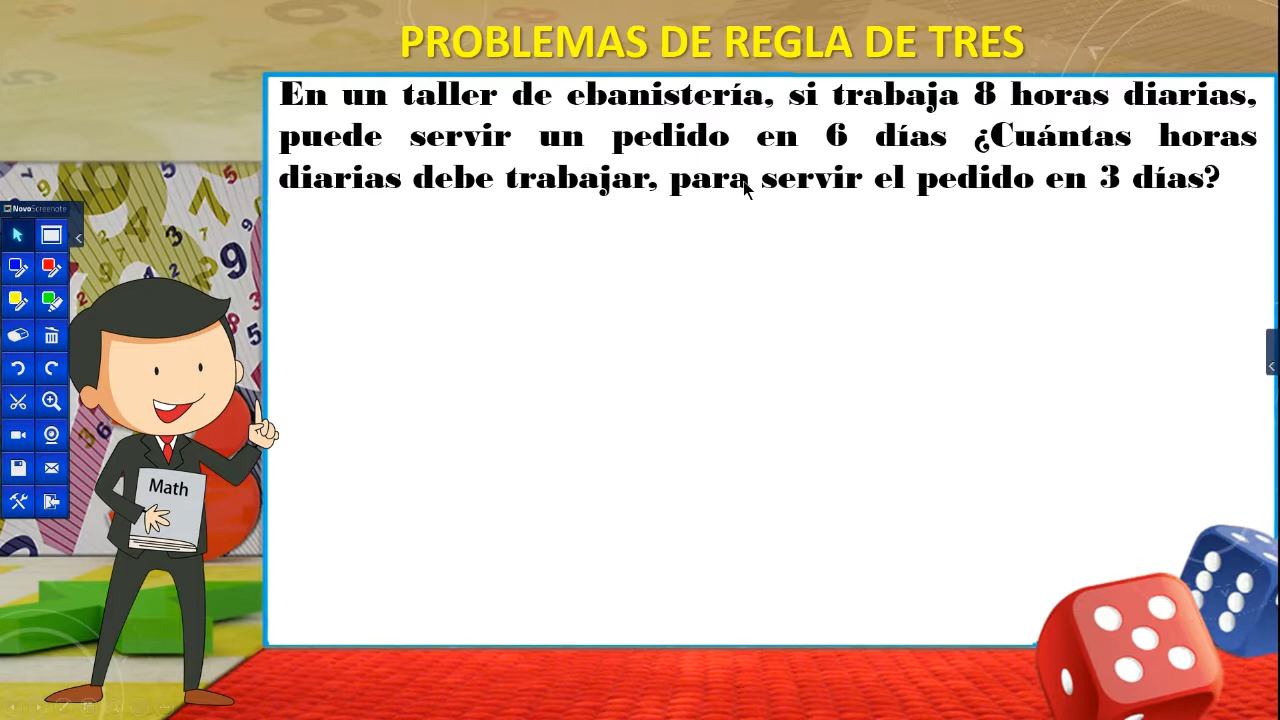 PROBLEMAS DE REGLA DE TRES
En un taller de ebanistería, si trabaja 8 horas diarias,
puede servir un pedido en 6 días ¿Cuántas horas
diarias debe trabajar, para servir el pedido en 3 días?
NovoScreenote
Math